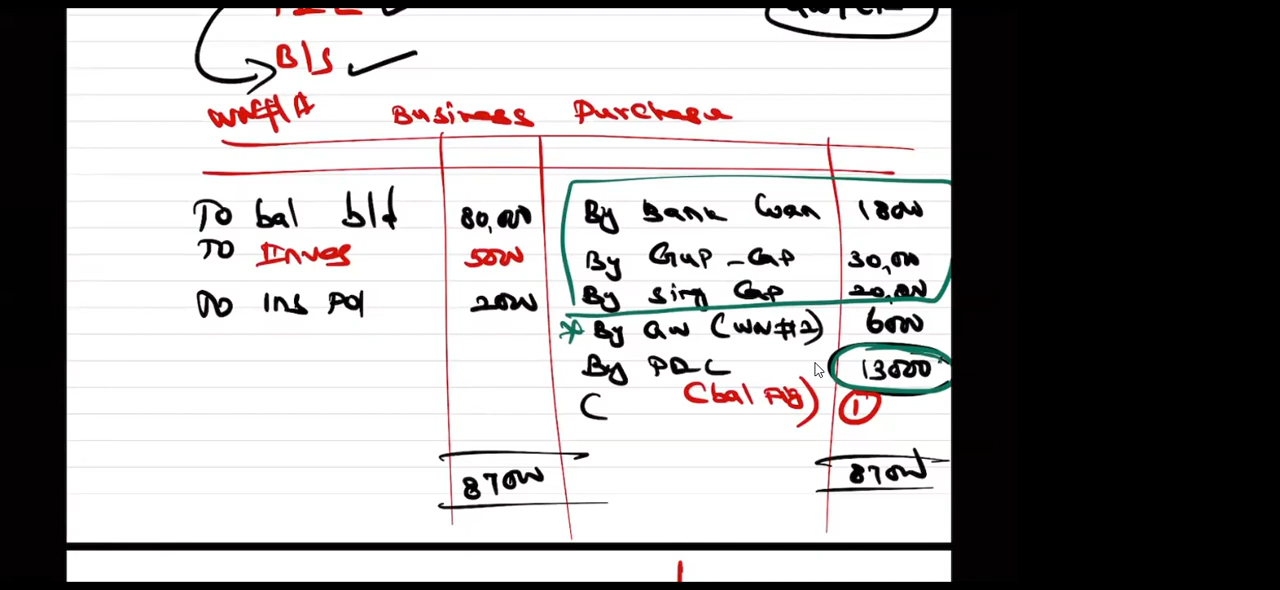 B/S
WN#1 Business Purchase
To bal b/d 80,000 By Bank Loan 18000
To Inves 5000 By Gup - Cap 30,000
To Ins Pol 2000 By sing Cap 20,000
* By GW (WN#2) 6000
By P&L 13000
( (bal fig) 1
87000 87000